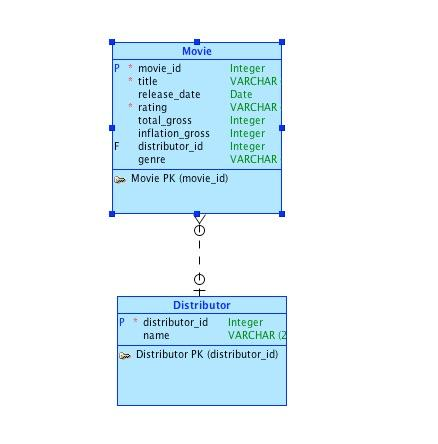 Movie
P * movie_id Integer
* title VARCHAR
release_date Date
* rating VARCHAR
total_gross Integer
inflation_gross Integer
F distributor_id Integer
genre VARCHAR
Movie PK (movie_id)
Distributor
P * distributor_id Integer
name VARCHAR (2
Distributor PK (distributor_id)